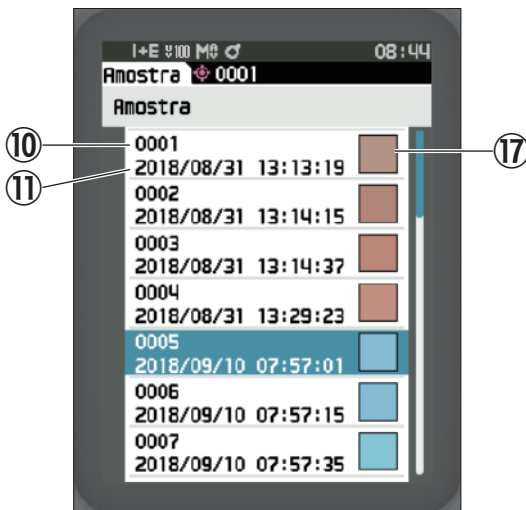 I+E 100 M0 08:44
Amostra 0001
Amostra
⑩ 0001 ⑰
⑪ 2018/08/31 13:13:19
0002
2018/08/31 13:14:15
0003
2018/08/31 13:14:37
0004
2018/08/31 13:29:23
0005
2018/09/10 07:57:01
0006
2018/09/10 07:57:15
0007
2018/09/10 07:57:35